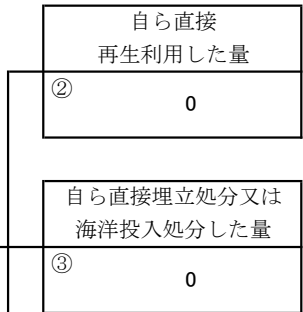 自ら直接
再生利用した量
②
0
自ら直接埋立処分又は
海洋投入処分した量
③
0